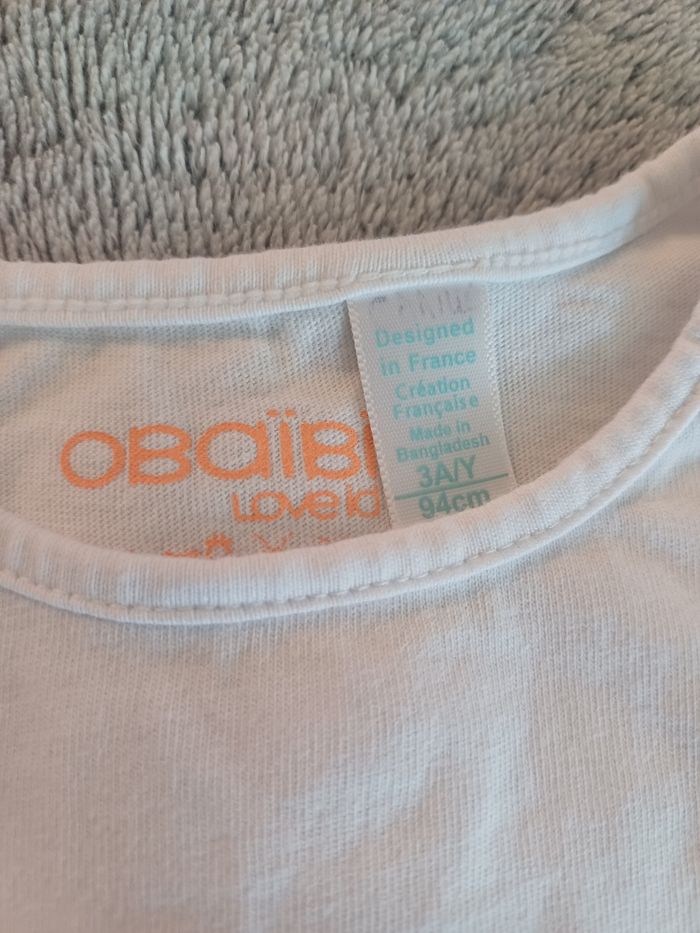 OBAÏBI
LOVE
Designed
in France
Création
Française
Made in
Bangladesh
3A/Y
94cm